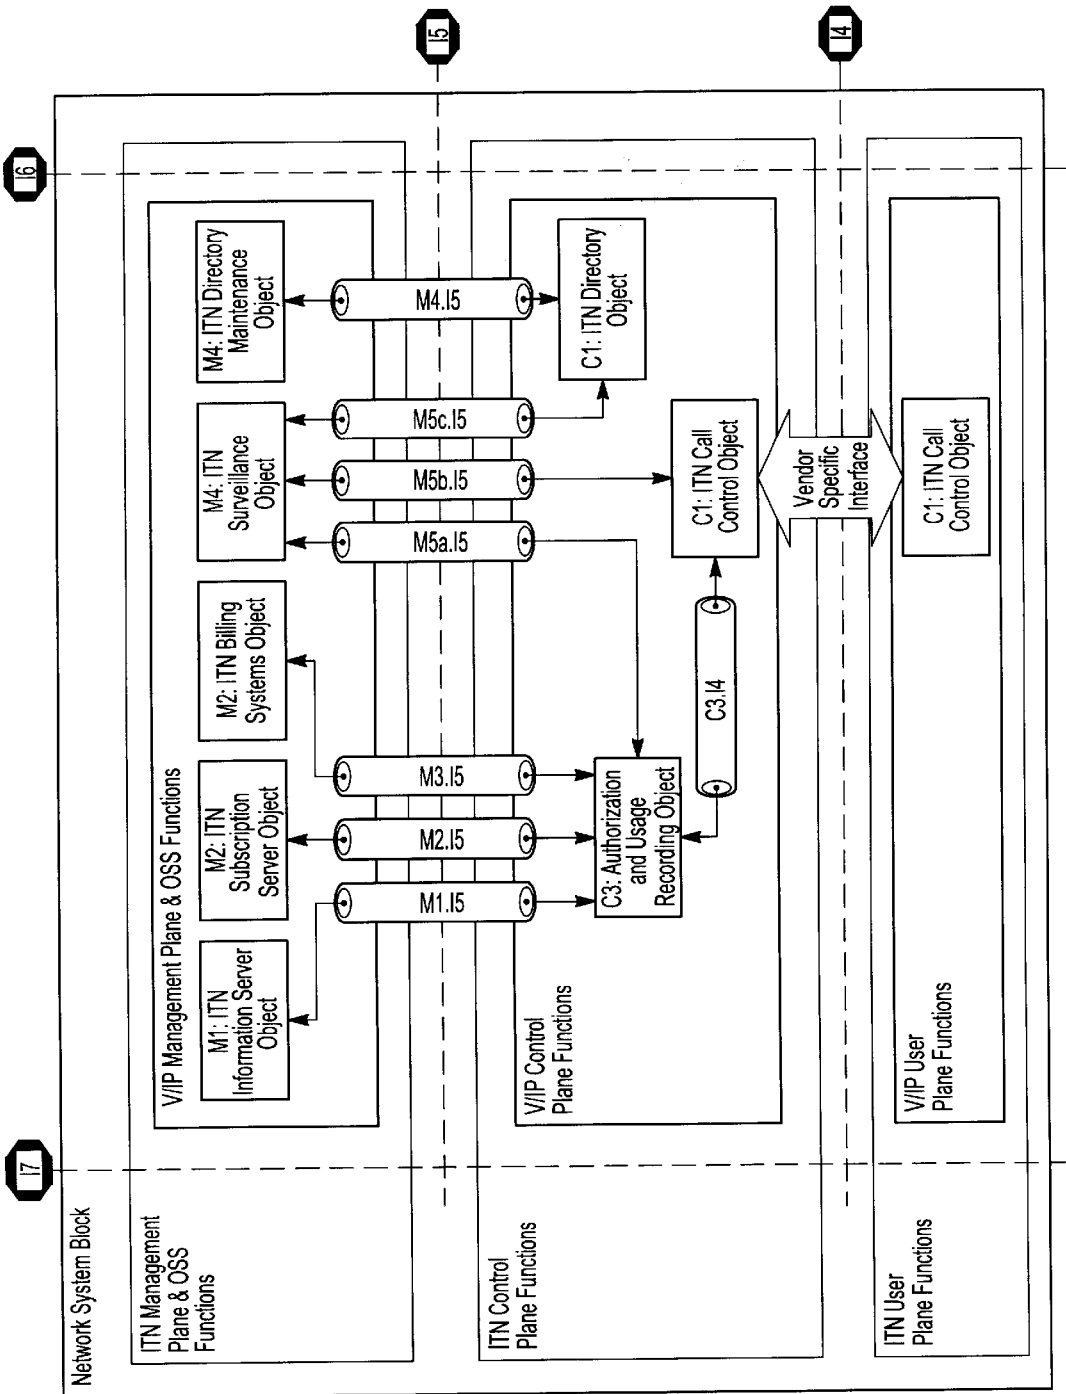 Network System Block
I7
I6
ITN Management
Plane & OSS
Functions
V/IP Management Plane & OSS Functions
M1: ITN
Information Server
Object
M2: ITN
Subscription
Server Object
M2: ITN Billing
Systems Object
M4: ITN
Surveillance
Object
M4: ITN Directory
Maintenance
Object
M1.I5
M2.I5
M3.I5
M5a.I5
M5b.I5
M5c.I5
M4.I5
I5
ITN Control
Plane Functions
V/IP Control
Plane Functions
C3: Authorization
and Usage
Recording Object
C1: ITN Directory
Object
C3.I4
C1: ITN Call
Control Object
Vendor
Specific
Interface
I4
ITN User
Plane Functions
V/IP User
Plane Functions
C1: ITN Call
Control Object